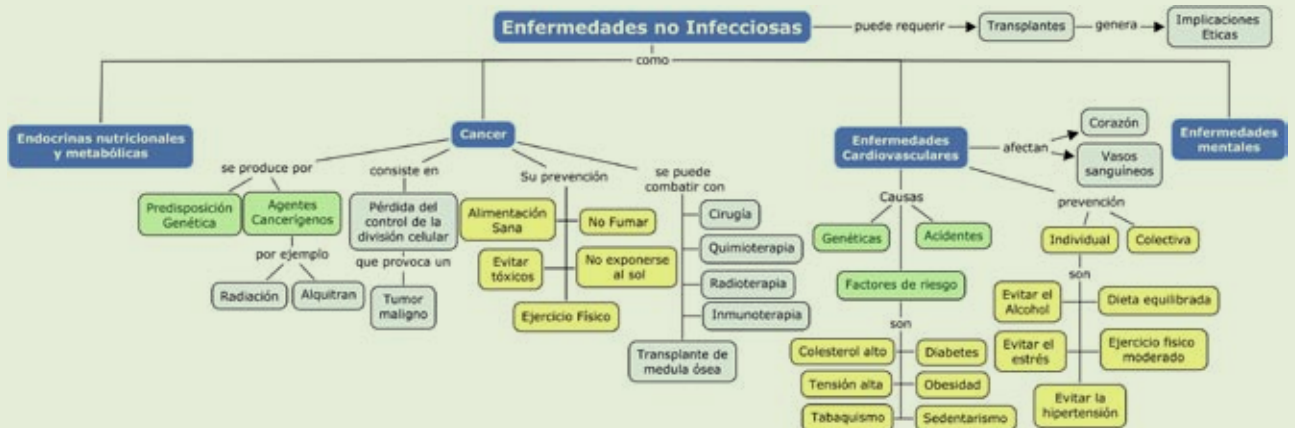 Enfermedades no Infecciosas
puede requerir
Transplantes
genera
Implicaciones
Eticas
como
Endocrinas nutricionales
y metabólicas
Cancer
Enfermedades
Cardiovasculares
afectan
Corazón
Vasos
sanguíneos
Enfermedades
mentales
se produce por
Predisposición
Genética
Agentes
Cancerígenos
por ejemplo
Radiación
Alquitran
consiste en
Pérdida del
control de la
división celular
que provoca un
Tumor
maligno
Su prevención
Alimentación
Sana
No Fumar
Evitar
tóxicos
No exponerse
al sol
Ejercicio Físico
se puede
combatir con
Cirugía
Quimioterapia
Radioterapia
Inmunoterapia
Transplante de
medula ósea
Causas
Genéticas
Acidentes
Factores de riesgo
son
Colesterol alto
Diabetes
Tensión alta
Obesidad
Tabaquismo
Sedentarismo
prevención
Individual
Colectiva
son
Evitar el
Alcohol
Dieta equilibrada
Evitar el
estrés
Ejercicio fisico
moderado
Evitar la
hipertensión